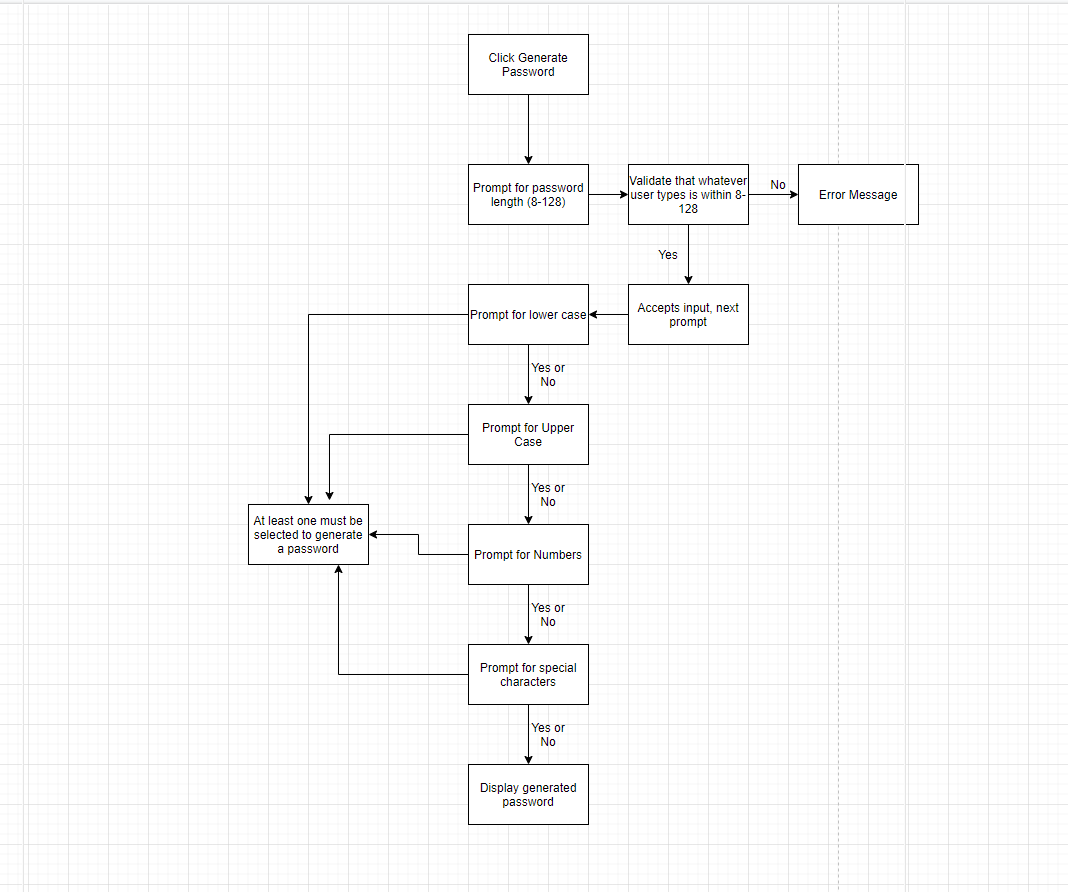 Click Generate
Password
Prompt for password
length (8-128)
Validate that whatever
user types is within 8-
128
No
Error Message
Yes
Prompt for lower case
Accepts input, next
prompt
Yes or
No
Prompt for Upper
Case
Yes or
No
At least one must be
selected to generate
a password
Prompt for Numbers
Yes or
No
Prompt for special
characters
Yes or
No
Display generated
password